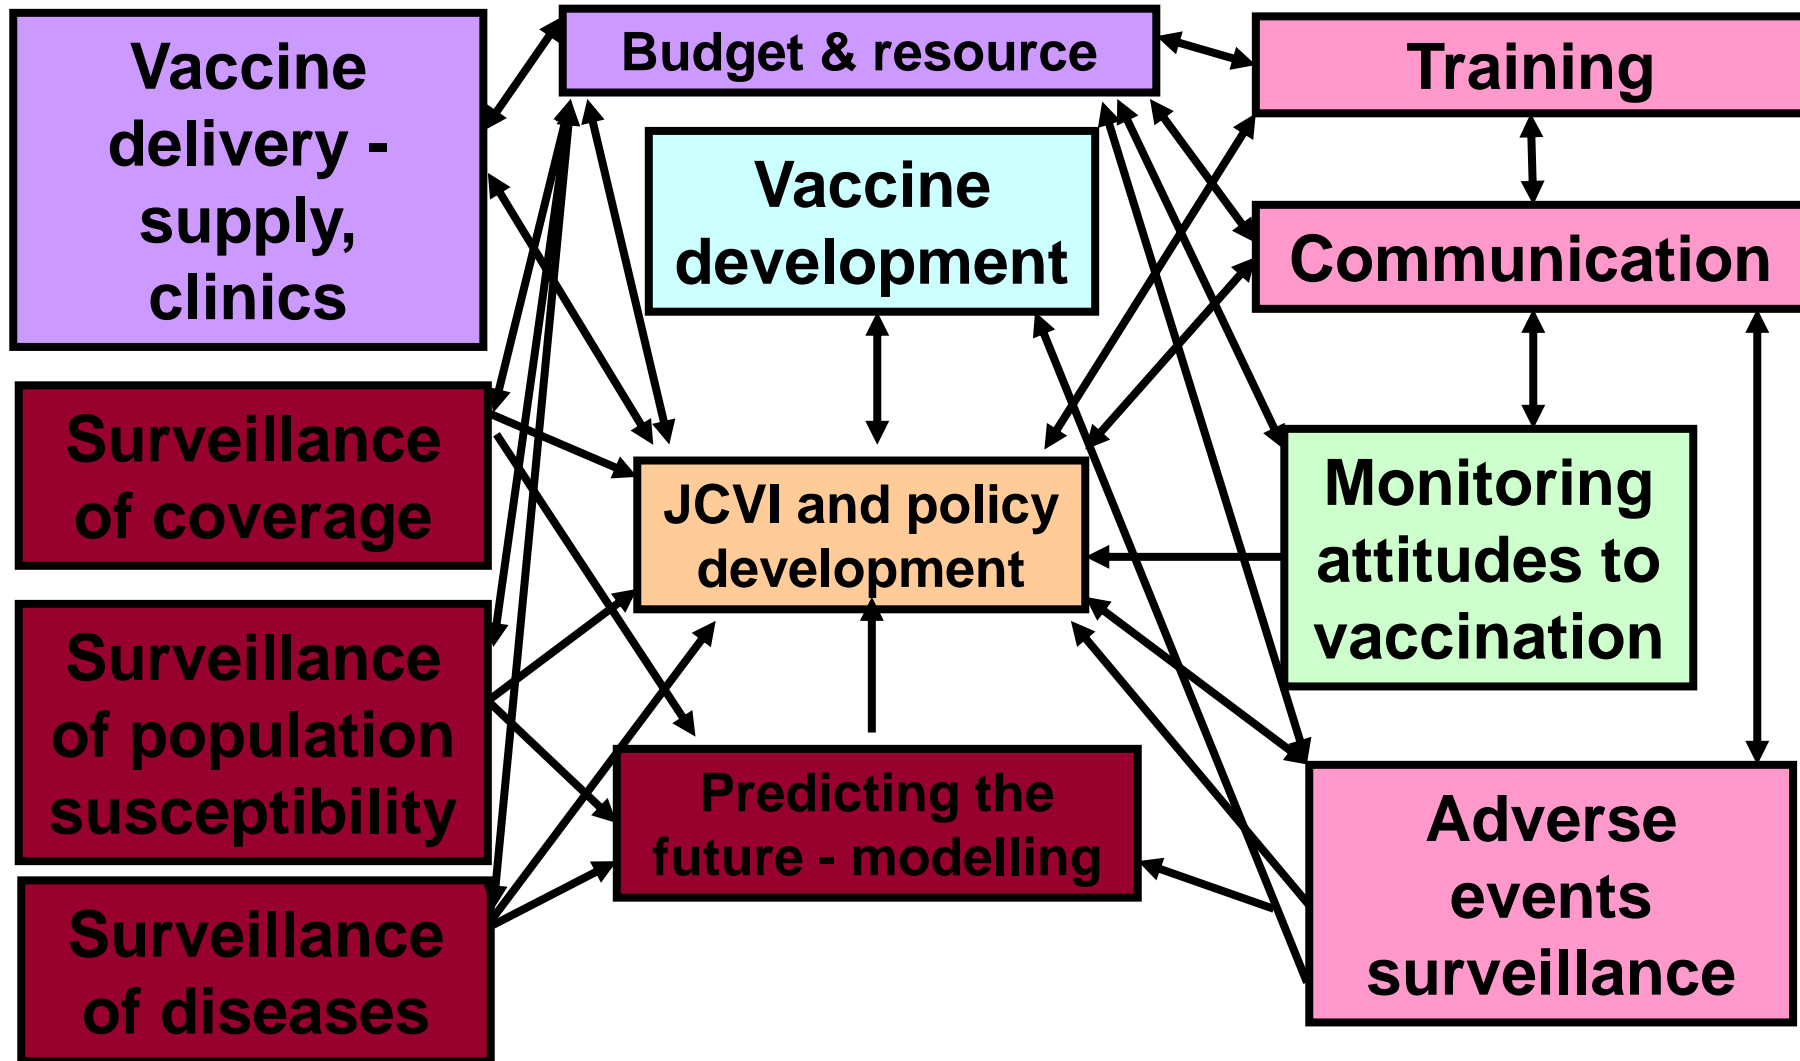 Vaccine
delivery -
supply,
clinics
Budget & resource
Training
Vaccine
development
Communication
Surveillance
of coverage
JCVI and policy
development
Monitoring
attitudes to
vaccination
Surveillance
of population
susceptibility
Predicting the
future - modelling
Adverse
events
surveillance
Surveillance
of diseases